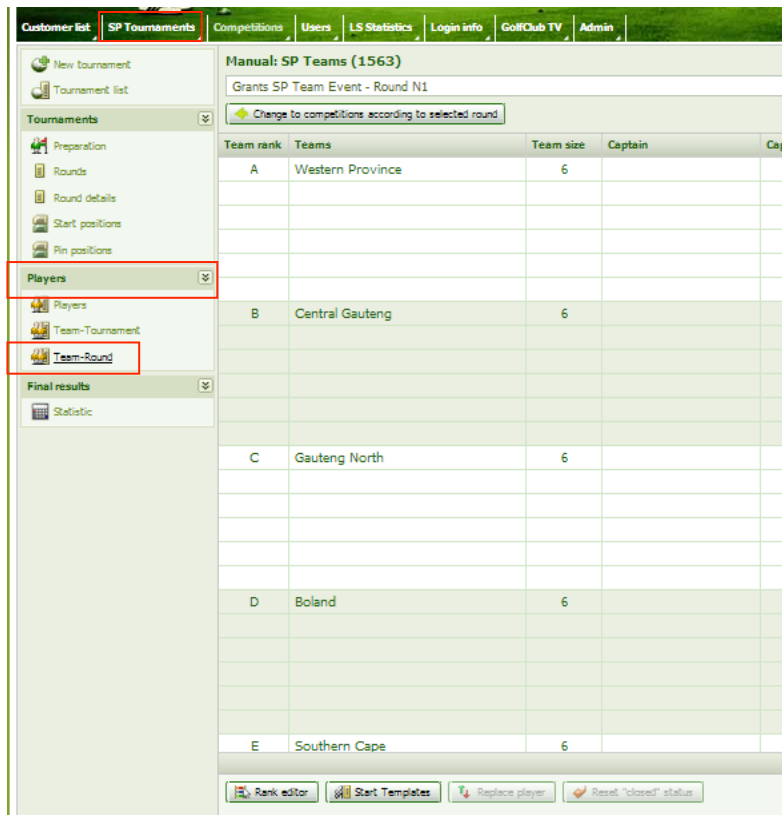 Customer list SP Tournaments Competitions Users LS Statistics Login info GolfClub TV Admin
New tournament
Tournament list
Tournaments
Preparation
Rounds
Round details
Start positions
Pin positions
Players
Players
Team-Tournament
Team-Round
Final results
Statistic
Manual: SP Teams (1563)
Grants SP Team Event - Round N1
Change to competitions according to selected round
Team rank Teams Team size Captain Ca
A Western Province 6
B Central Gauteng 6
C Gauteng North 6
D Boland 6
E Southern Cape 6
Rank editor Start Templates Replace player Reset "closed" status